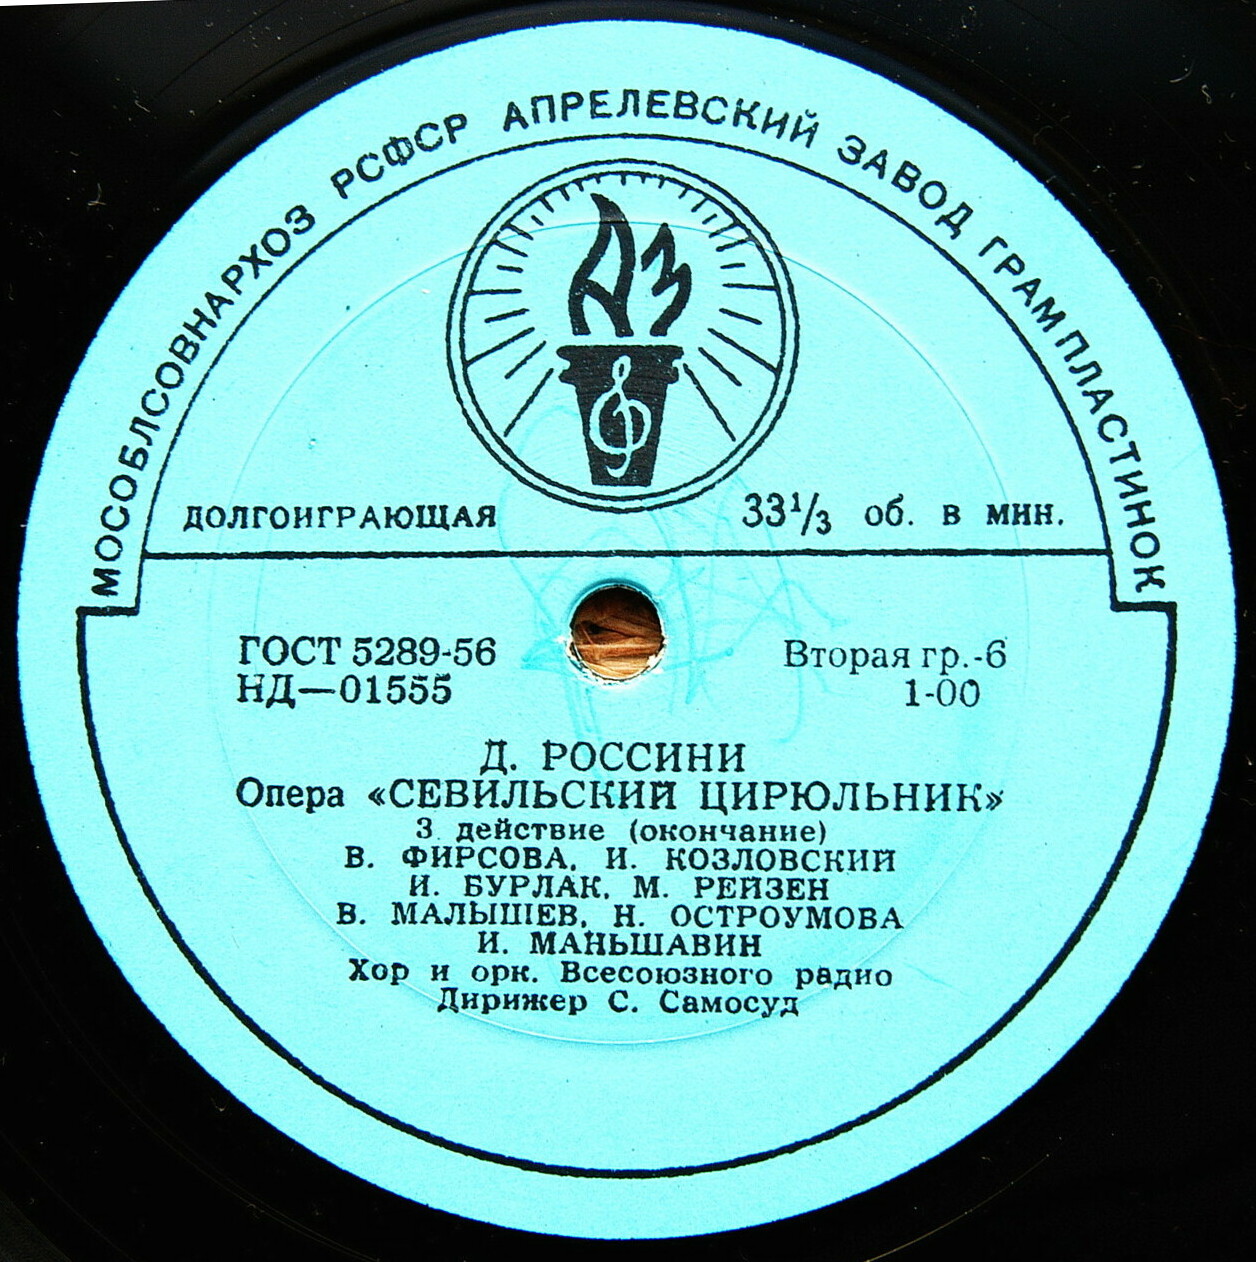 МОСОБЛСОВНАРХОЗ РСФСР АПРЕЛЕВСКИЙ ЗАВОД ГРАМПЛАСТИНОК
АЗ
ДОЛГОИГРАЮЩАЯ 33⅓ об. в мин.
ГОСТ 5289-56 Вторая гр.-6
НД—01555 1-00
Д. РОССИНИ
Опера «СЕВИЛЬСКИЙ ЦИРЮЛЬНИК»
3 действие (окончание)
В. ФИРСОВА, И. КОЗЛОВСКИЙ
И. БУРЛАК, М. РЕЙЗЕН
В. МАЛЫШЕВ, Н. ОСТРОУМОВА
И. МАНЬШАВИН
Хор и орк. Всесоюзного радио
Дирижер С. Самосуд